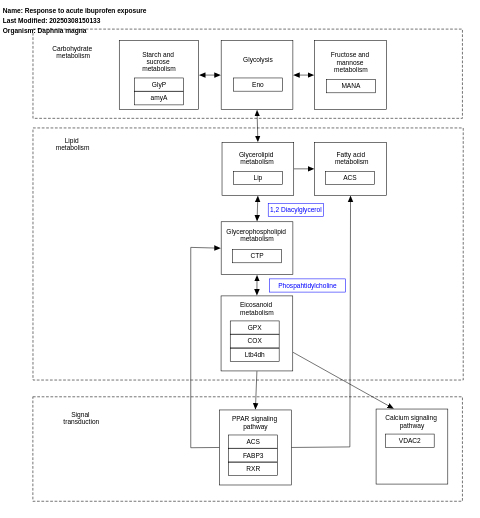 Name: Response to acute ibuprofen exposure
Last Modified: 20250308150133
Organism: Daphnia magna
Carbohydrate
metabolism
Starch and
sucrose
metabolism
GlyP
amyA
Glycolysis
Eno
Fructose and
mannose
metabolism
MANA
Lipid
metabolism
Glycerolipid
metabolism
Lip
Fatty acid
metabolism
ACS
1,2 Diacylglycerol
Glycerophospholipid
metabolism
CTP
Phospahtidylcholine
Eicosanoid
metabolism
GPX
COX
Ltb4dh
Signal
transduction
PPAR signaling
pathway
ACS
FABP3
RXR
Calcium signaling
pathway
VDAC2